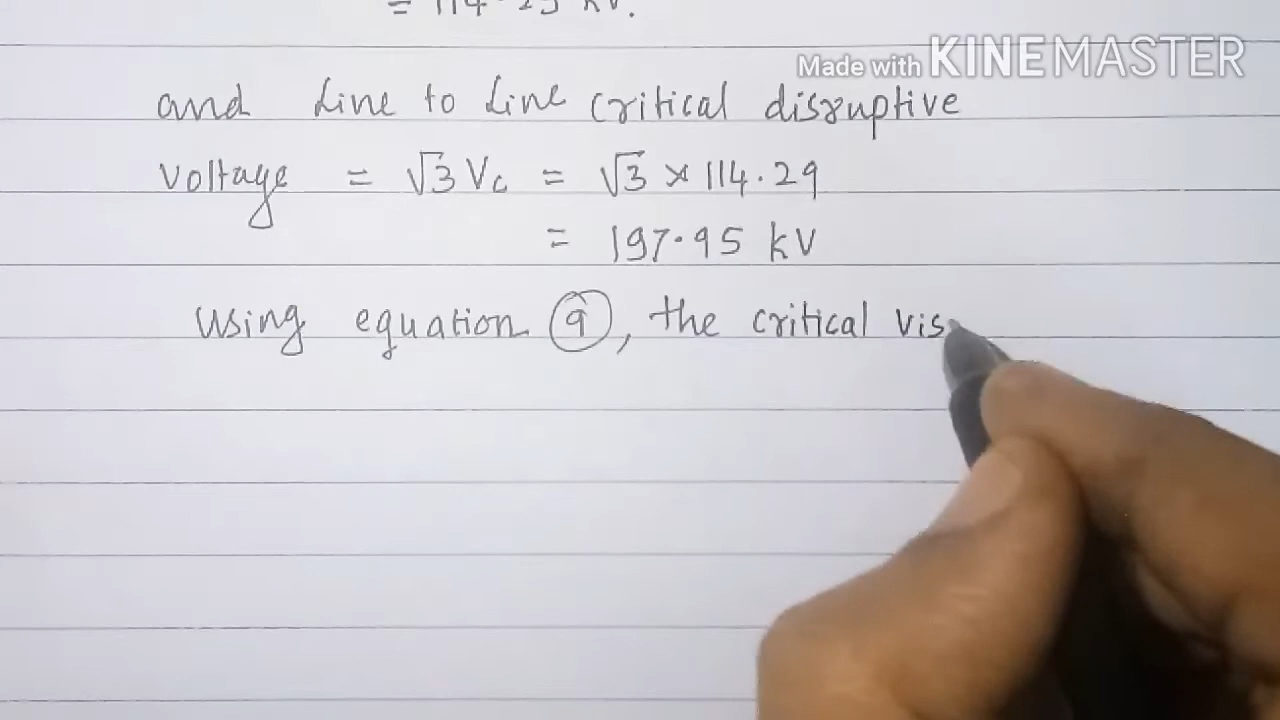 Made with KINEMASTER
and Line to Line critical disruptive
voltage = √3 Vc = √3 × 114.29
= 197.95 kV
Using equation 9, the critical vis